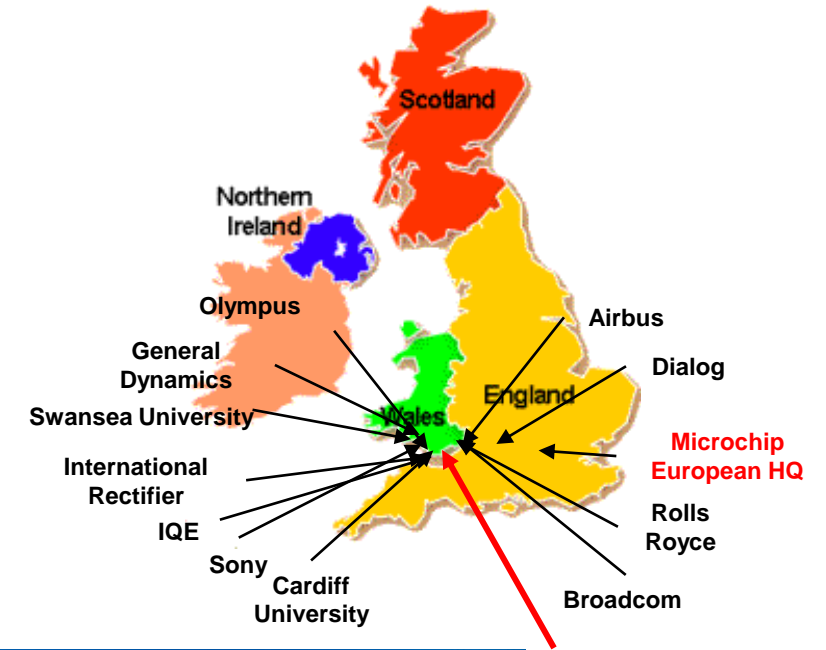 Scotland
Northern
Ireland
Olympus
Airbus
General
Dynamics
Dialog
England
Swansea University
Wales
Microchip
European HQ
International
Rectifier
Rolls
Royce
IQE
Sony
Cardiff
University
Broadcom